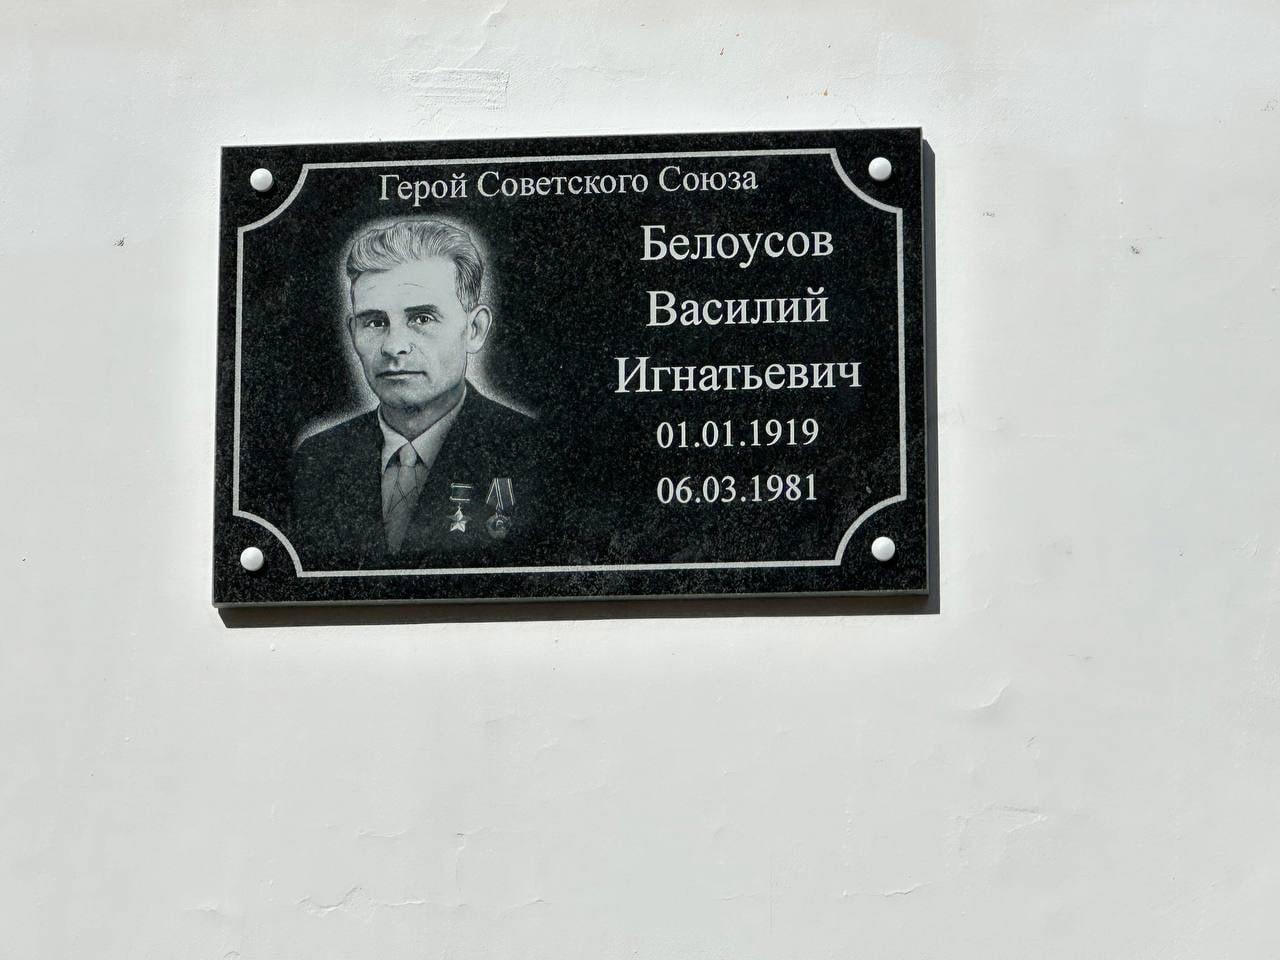 Герой Советского Союза
Белоусов
Василий
Игнатьевич
01.01.1919
06.03.1981